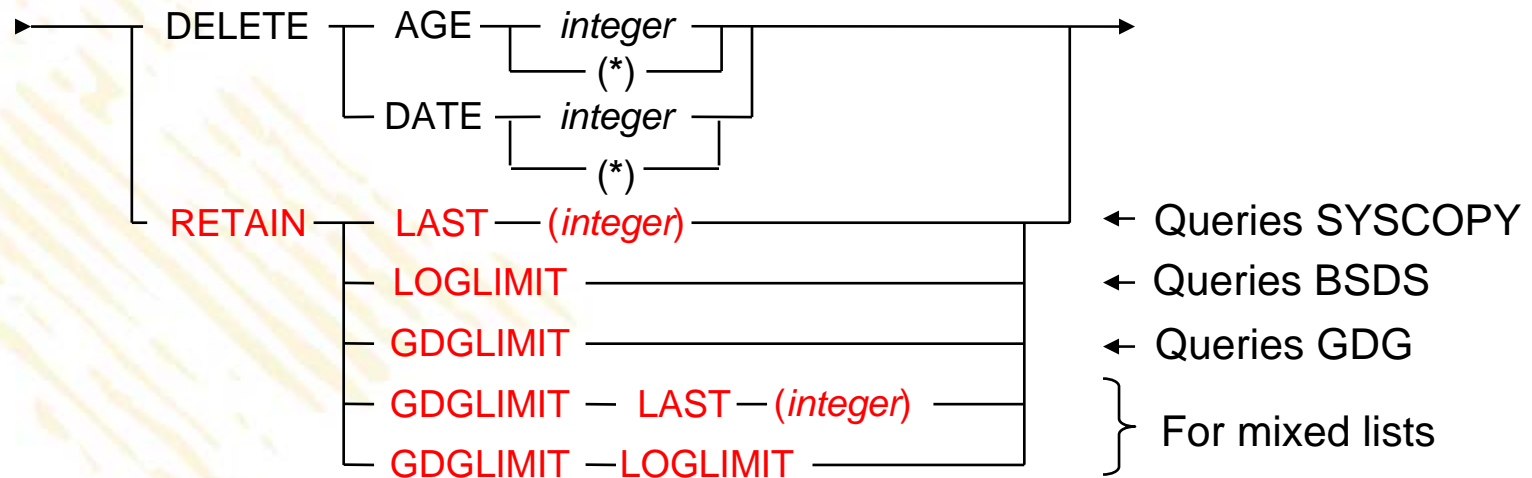 DELETE AGE integer
(*)
DATE integer
(*)
RETAIN LAST (integer) Queries SYSCOPY
LOGLIMIT Queries BSDS
GDGLIMIT Queries GDG
GDGLIMIT LAST (integer)
For mixed lists
GDGLIMIT LOGLIMIT